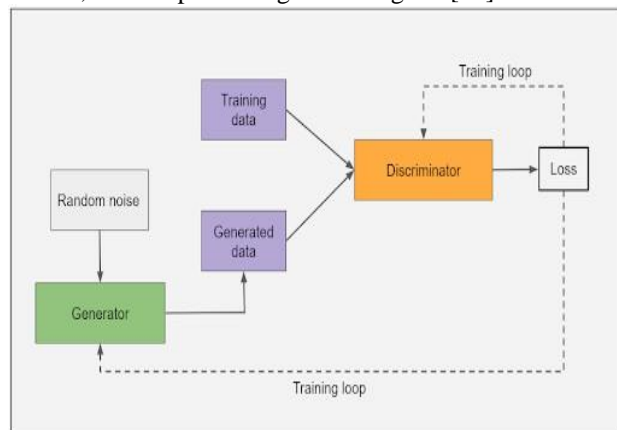 Training loop
Training
data
Discriminator
Loss
Random noise
Generated
data
Generator
Training loop